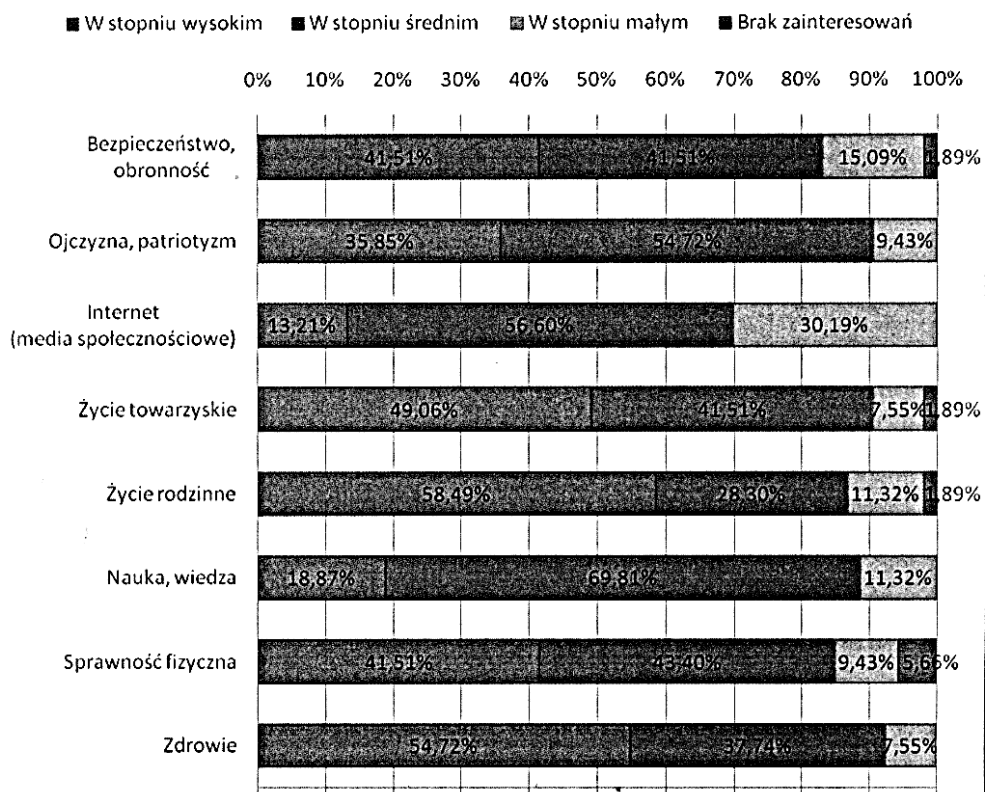 W stopniu wysokim W stopniu średnim W stopniu małym Brak zainteresowań
0% 10% 20% 30% 40% 50% 60% 70% 80% 90% 100%
Bezpieczeństwo,
obronność
41,51% 41,51% 15,09% 1,89%
Ojczyzna, patriotyzm
35,85% 54,72% 9,43%
Internet
(media społecznościowe)
13,21% 56,60% 30,19%
Życie towarzyskie
49,06% 41,51% 7,55% 1,89%
Życie rodzinne
58,49% 28,30% 11,32% 1,89%
Nauka, wiedza
18,87% 69,81% 11,32%
Sprawność fizyczna
41,51% 43,40% 9,43% 5,66%
Zdrowie
54,72% 37,74% 7,55%